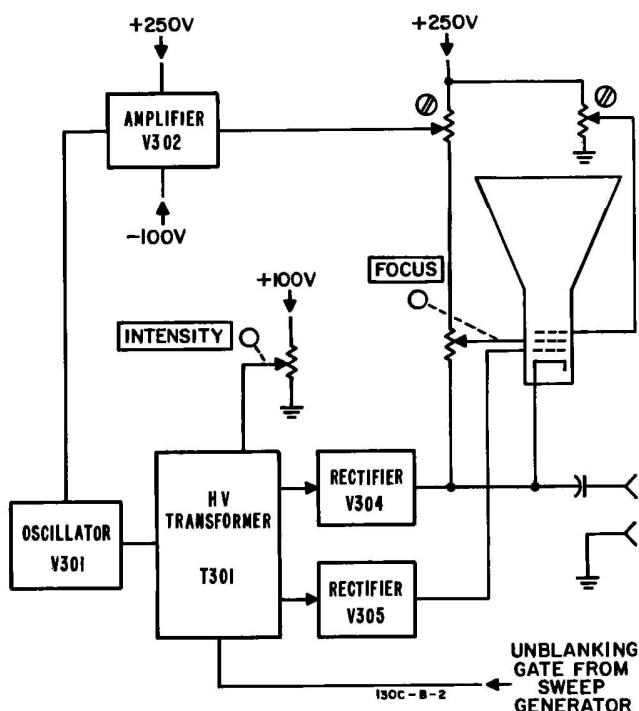 +250V
+250V
AMPLIFIER
V302
-100V
FOCUS
+100V
INTENSITY
HV
TRANSFORMER
T301
RECTIFIER
V304
OSCILLATOR
V301
RECTIFIER
V305
UNBLANKING
GATE FROM
SWEEP
GENERATOR
130C-B-2